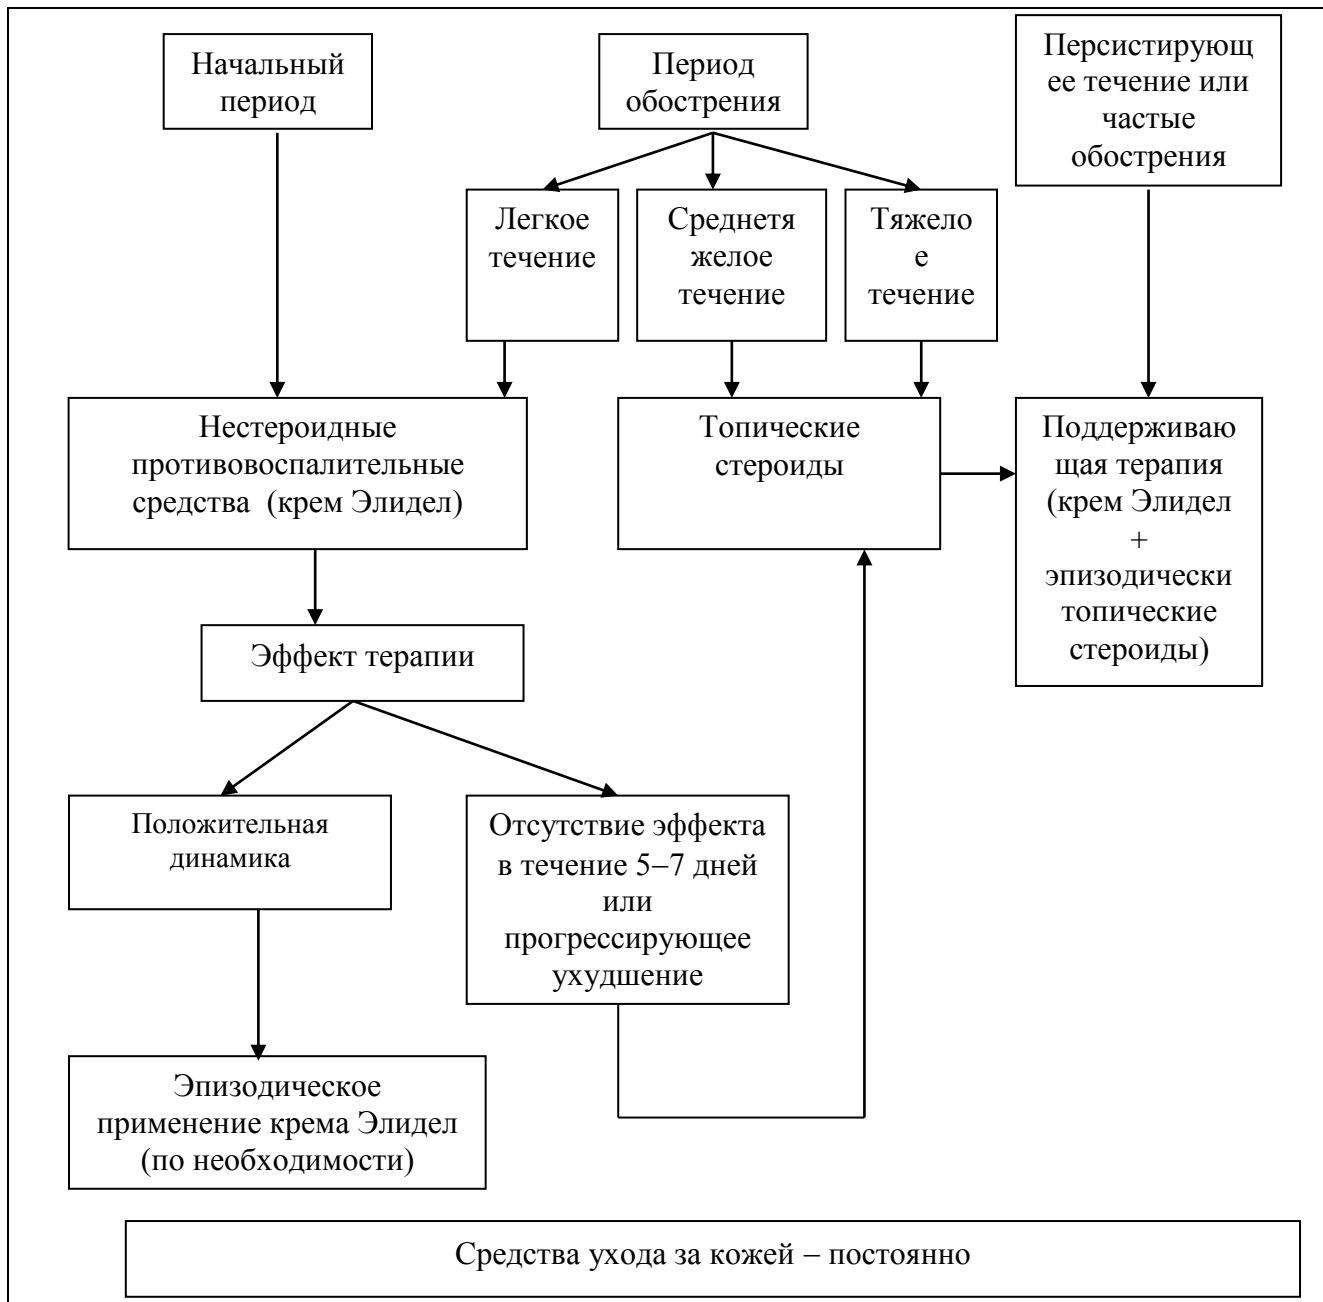 Начальный
период
Период
обострения
Персистирующ
ее течение или
частые
обострения
Легкое
течение
Среднетя
желое
течение
Тяжело
е
течение
Нестероидные
противовоспалительные
средства (крем Элидел)
Топические
стероиды
Поддерживаю
щая терапия
(крем Элидел
+
эпизодически
топические
стероиды)
Эффект терапии
Положительная
динамика
Отсутствие эффекта
в течение 5–7 дней
или
прогрессирующее
ухудшение
Эпизодическое
применение крема Элидел
(по необходимости)
Средства ухода за кожей – постоянно